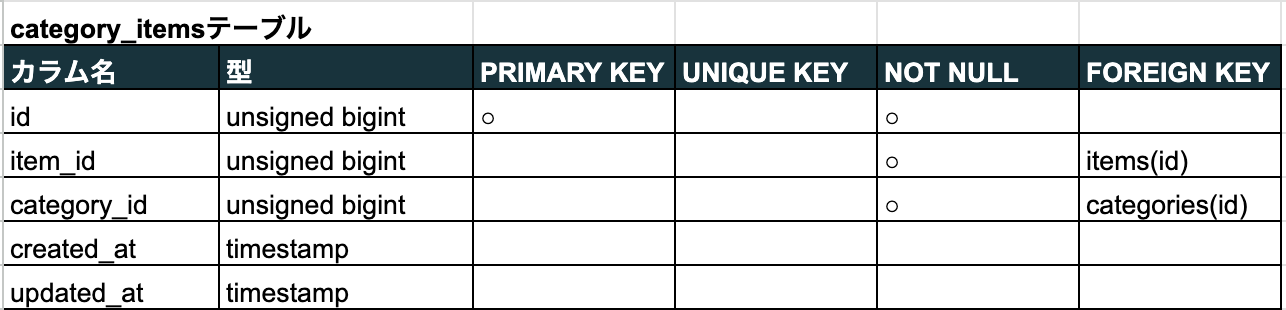 category_itemsテーブル
カラム名 型 PRIMARY KEY UNIQUE KEY NOT NULL FOREIGN KEY
id unsigned bigint ○ ○
item_id unsigned bigint ○ items(id)
category_id unsigned bigint ○ categories(id)
created_at timestamp
updated_at timestamp